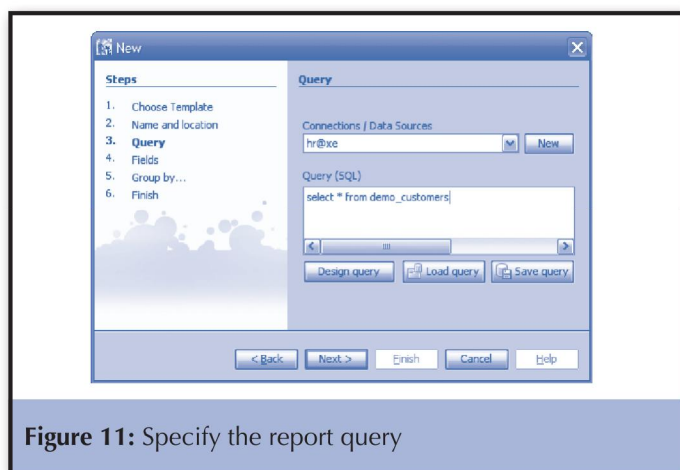 New
Steps
1. Choose Template
2. Name and location
3. Query
4. Fields
5. Group by...
6. Finish
Query
Connections / Data Sources
hr@xe
New
Query (SQL)
select * from demo_customers
Design query
Load query
Save query
< Back
Next >
Finish
Cancel
Help
Figure 11: Specify the report query